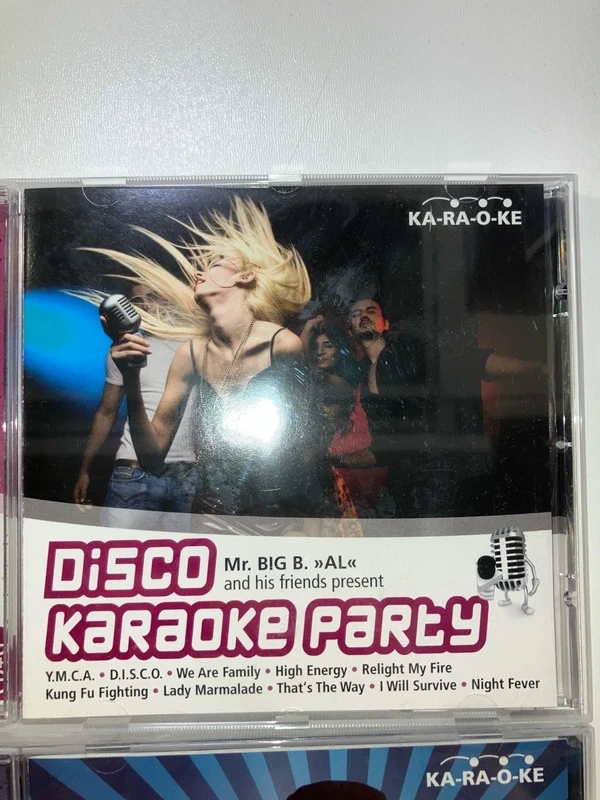 KA-RA-O-KE
DiSCO
Mr. BIG B. »AL«
and his friends present
KaRaOKe PaRtY
Y.M.C.A. • D.I.S.C.O. • We Are Family • High Energy • Relight My Fire
Kung Fu Fighting • Lady Marmalade • That's The Way • I Will Survive • Night Fever
KA-RA-O-KE